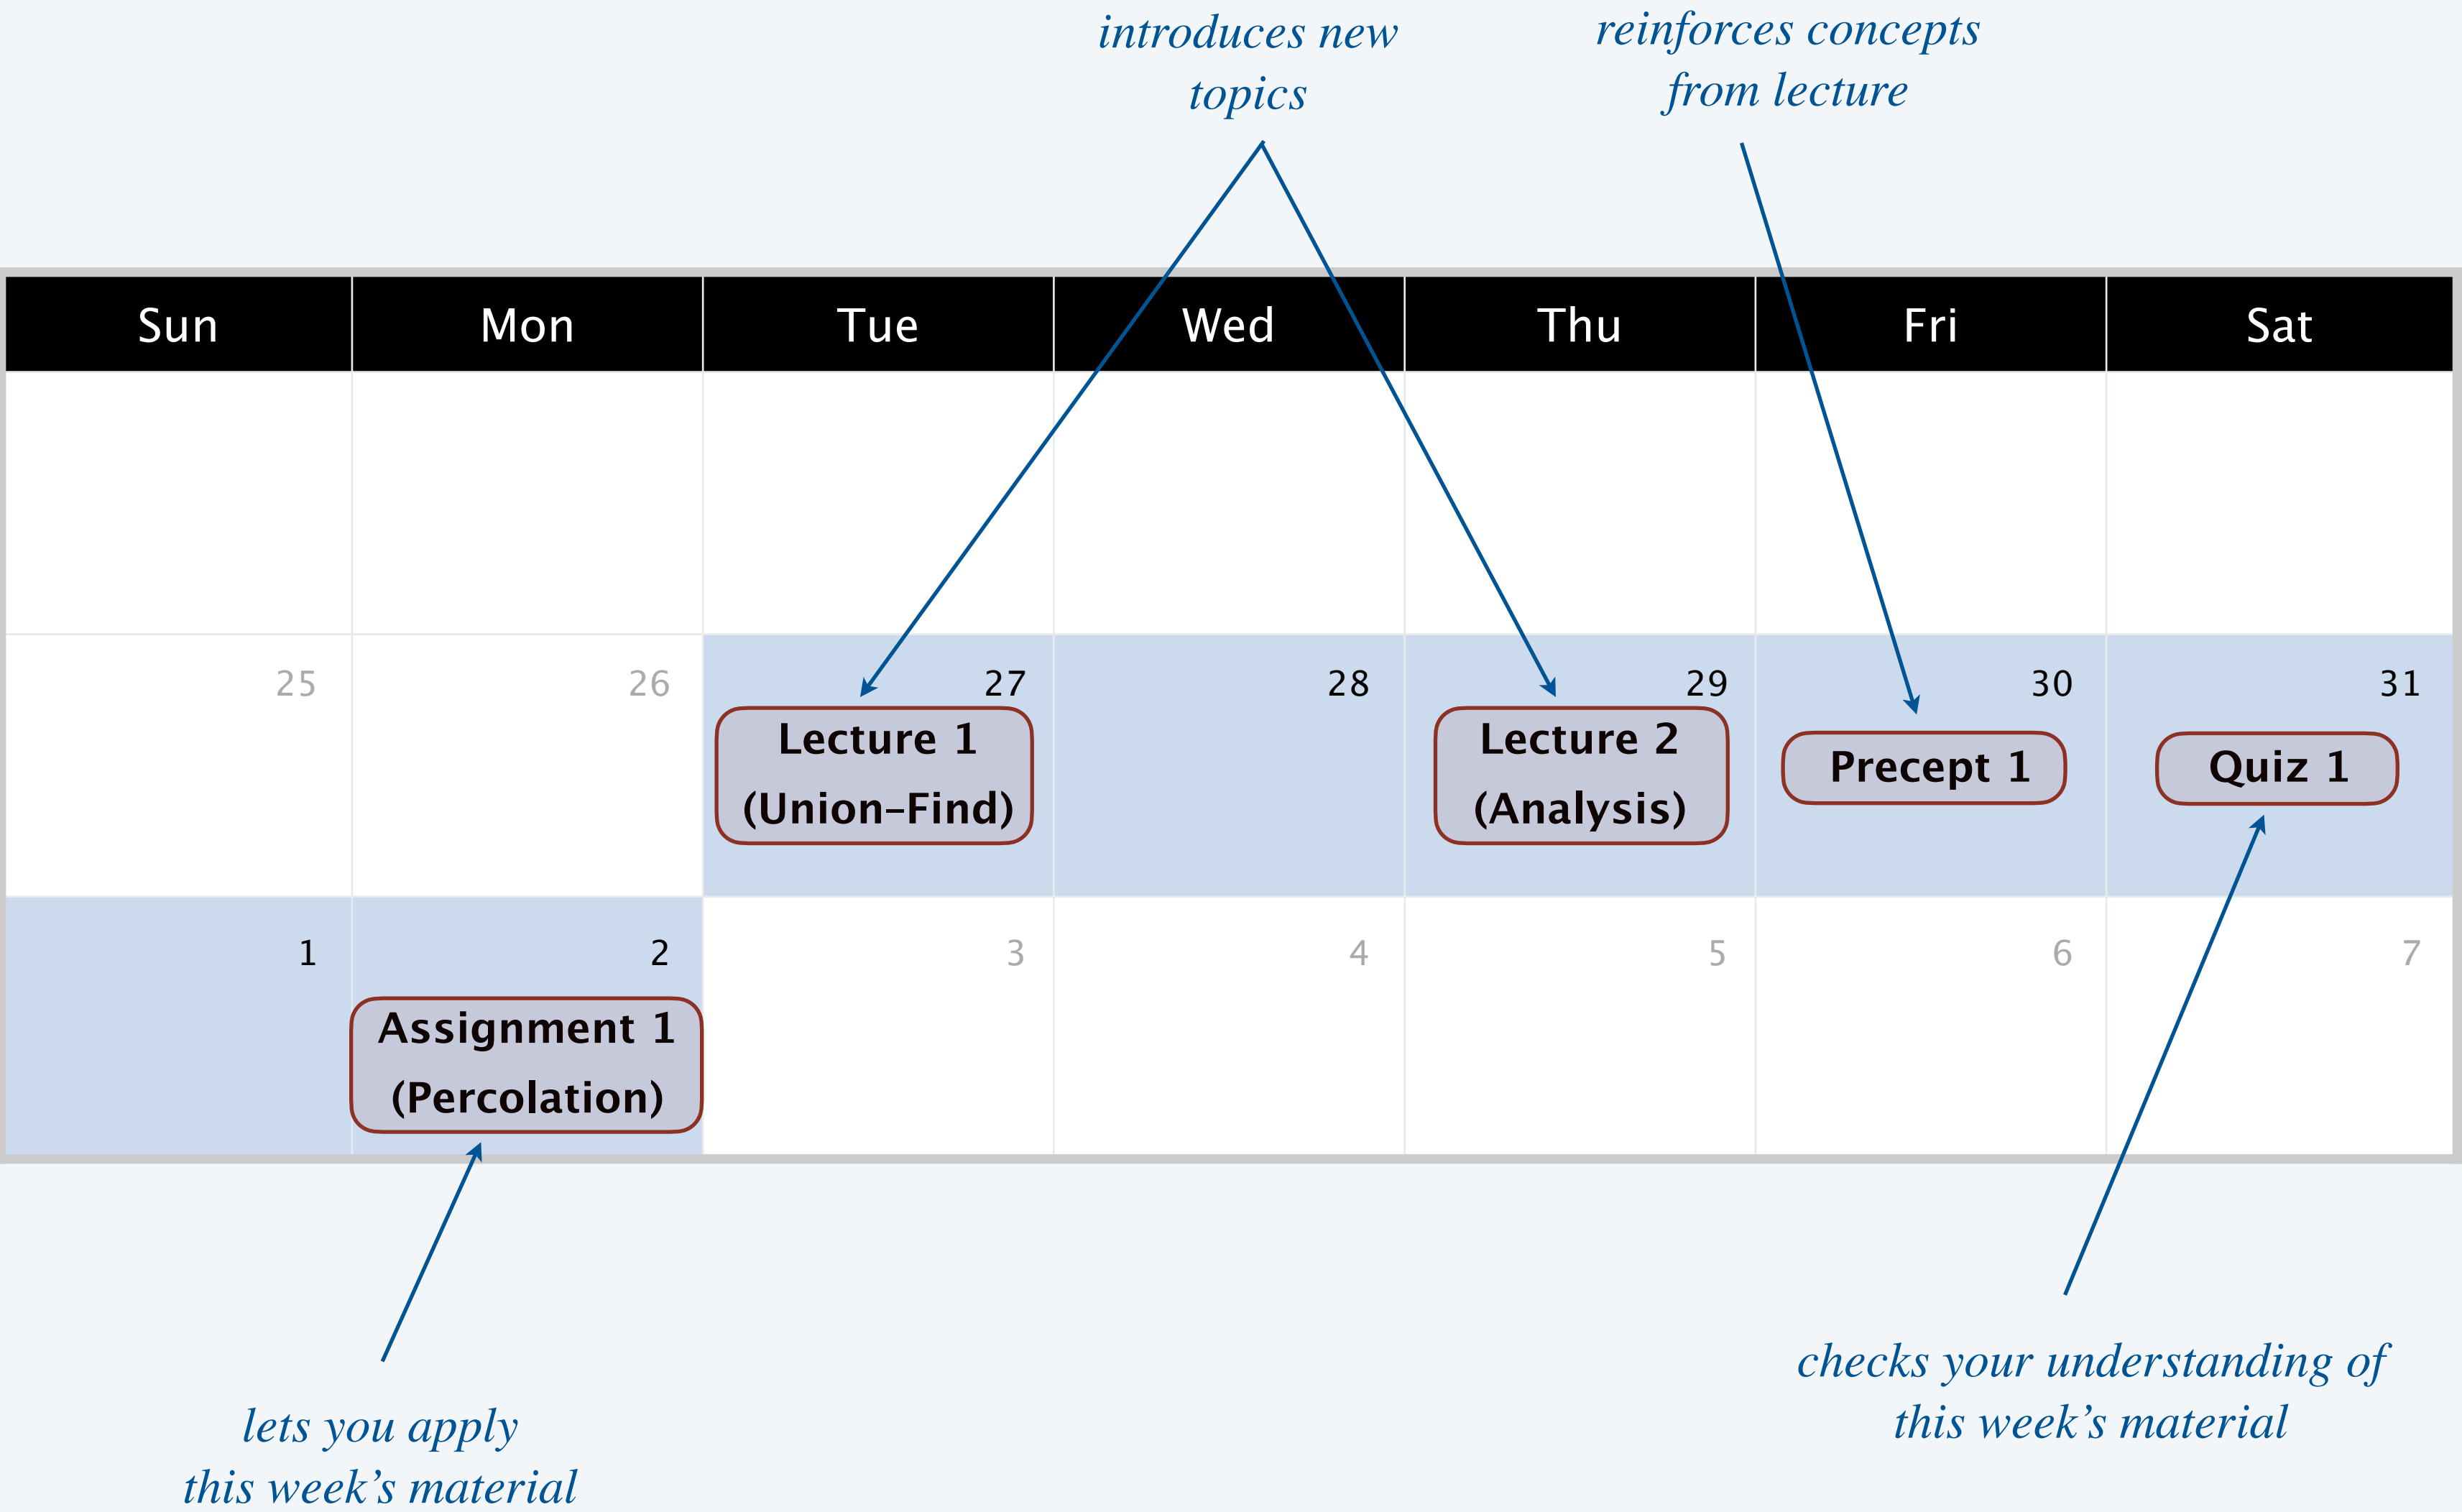 introduces new
topics
reinforces concepts
from lecture
Sun Mon Tue Wed Thu Fri Sat
25 26 27 28 29 30 31
Lecture 1
(Union–Find)
Lecture 2
(Analysis)
Precept 1
Quiz 1
1 2 3 4 5 6 7
Assignment 1
(Percolation)
lets you apply
this week’s material
checks your understanding of
this week’s material